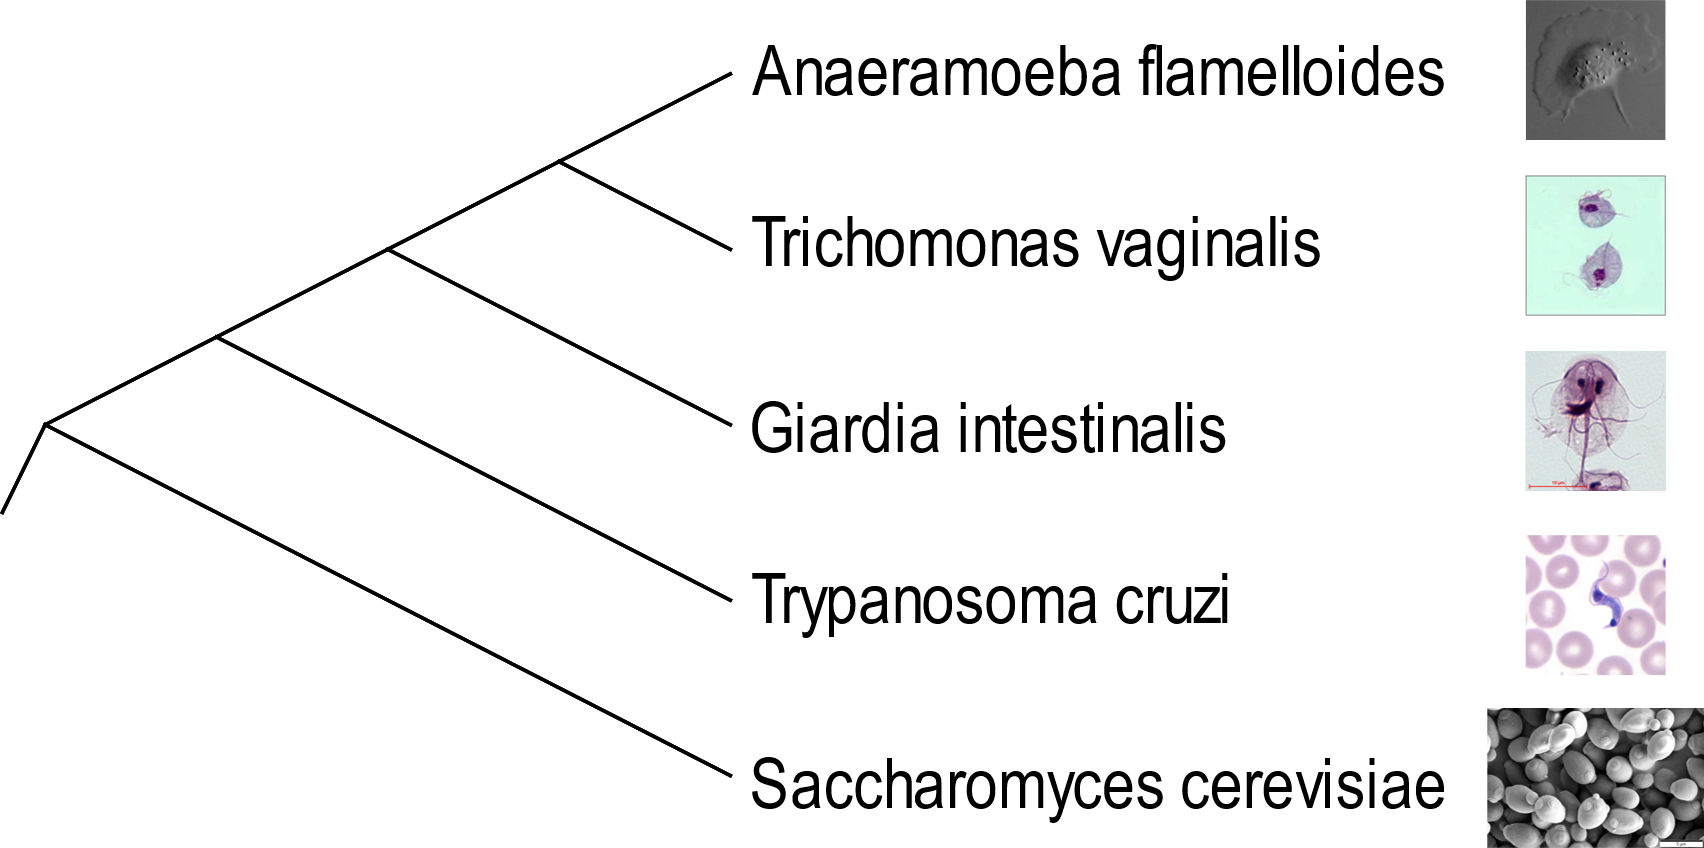 Anaeramoeba flamelloides
Trichomonas vaginalis
Giardia intestinalis
Trypanosoma cruzi
Saccharomyces cerevisiae